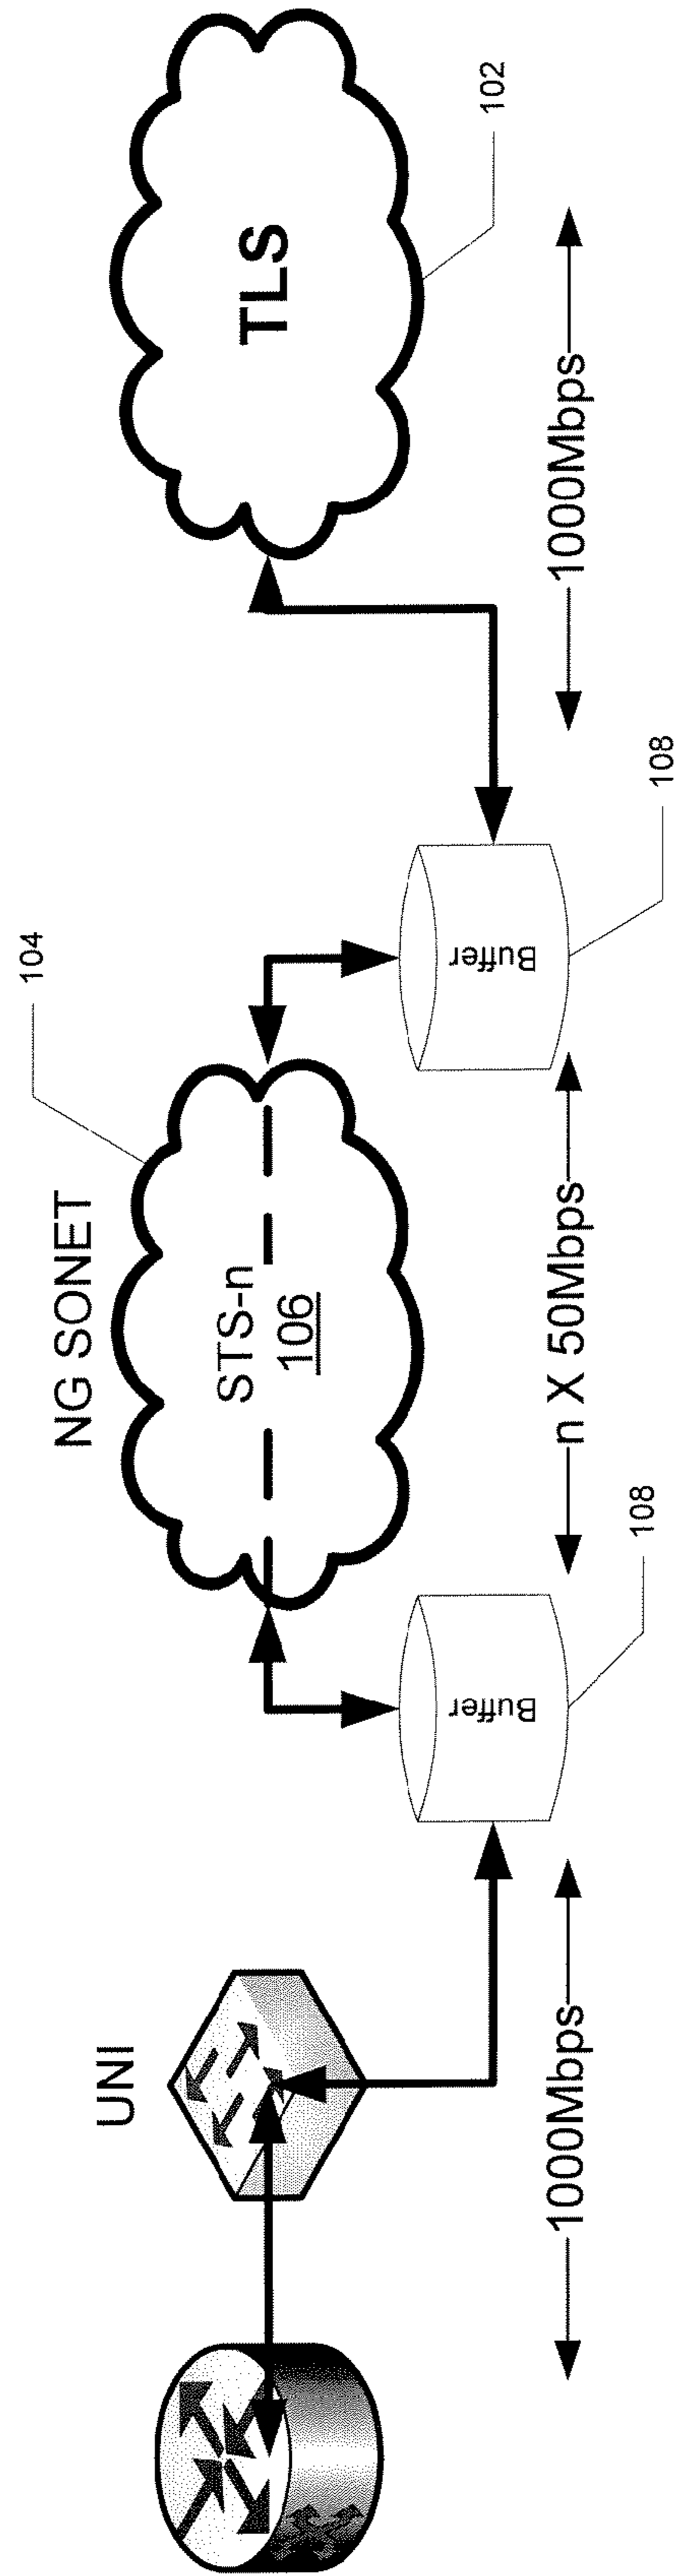 NG SONET
104
UNI
STS-n
106
TLS
102
Buffer
108
Buffer
108
1000Mbps
n X 50Mbps
1000Mbps